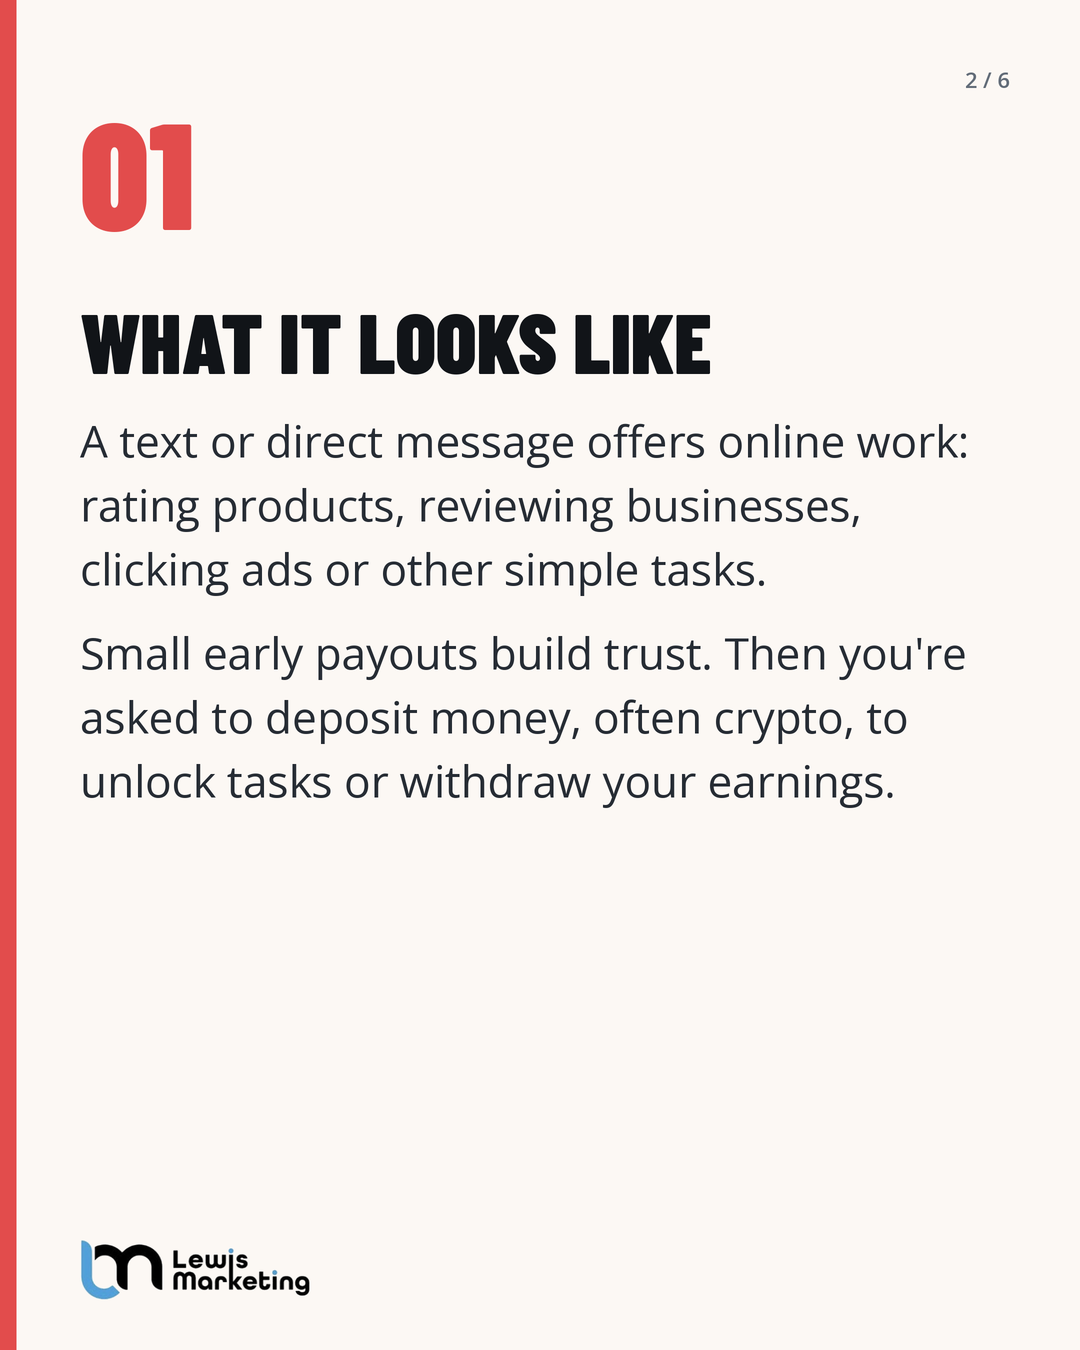 2 / 6
01
WHAT IT LOOKS LIKE
A text or direct message offers online work:
rating products, reviewing businesses,
clicking ads or other simple tasks.
Small early payouts build trust. Then you're
asked to deposit money, often crypto, to
unlock tasks or withdraw your earnings.
Lewis
Marketing